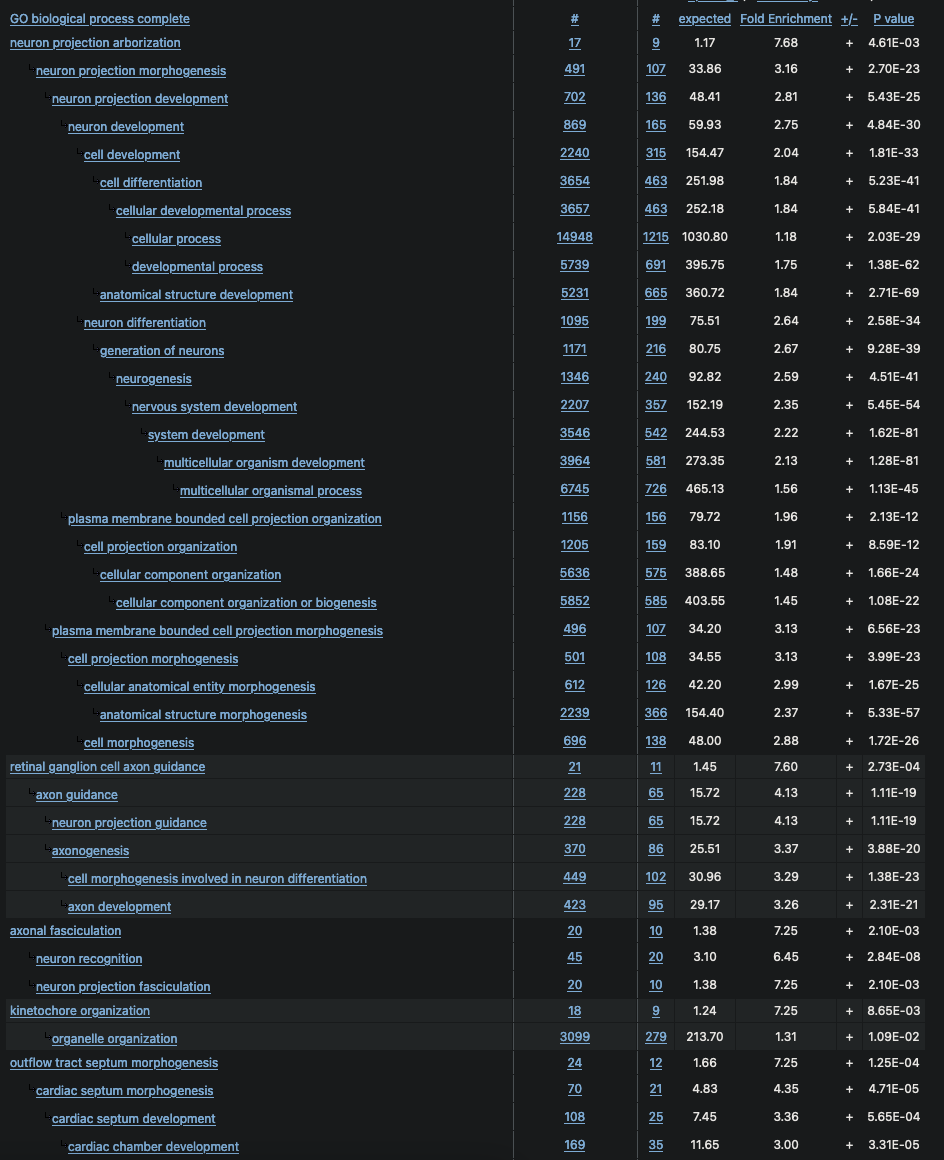 GO biological process complete # # expected Fold Enrichment +/- P value
neuron projection arborization 17 9 1.17 7.68 + 4.61E-03
neuron projection morphogenesis 491 107 33.86 3.16 + 2.70E-23
neuron projection development 702 136 48.41 2.81 + 5.43E-25
neuron development 869 165 59.93 2.75 + 4.84E-30
cell development 2240 315 154.47 2.04 + 1.81E-33
cell differentiation 3654 463 251.98 1.84 + 5.23E-41
cellular developmental process 3657 463 252.18 1.84 + 5.84E-41
cellular process 14948 1215 1030.80 1.18 + 2.03E-29
developmental process 5739 691 395.75 1.75 + 1.38E-62
anatomical structure development 5231 665 360.72 1.84 + 2.71E-69
neuron differentiation 1095 199 75.51 2.64 + 2.58E-34
generation of neurons 1171 216 80.75 2.67 + 9.28E-39
neurogenesis 1346 240 92.82 2.59 + 4.51E-41
nervous system development 2207 357 152.19 2.35 + 5.45E-54
system development 3546 542 244.53 2.22 + 1.62E-81
multicellular organism development 3964 581 273.35 2.13 + 1.28E-81
multicellular organismal process 6745 726 465.13 1.56 + 1.13E-45
plasma membrane bounded cell projection organization 1156 156 79.72 1.96 + 2.13E-12
cell projection organization 1205 159 83.10 1.91 + 8.59E-12
cellular component organization 5636 575 388.65 1.48 + 1.66E-24
cellular component organization or biogenesis 5852 585 403.55 1.45 + 1.08E-22
plasma membrane bounded cell projection morphogenesis 496 107 34.20 3.13 + 6.56E-23
cell projection morphogenesis 501 108 34.55 3.13 + 3.99E-23
cellular anatomical entity morphogenesis 612 126 42.20 2.99 + 1.67E-25
anatomical structure morphogenesis 2239 366 154.40 2.37 + 5.33E-57
cell morphogenesis 696 138 48.00 2.88 + 1.72E-26
retinal ganglion cell axon guidance 21 11 1.45 7.60 + 2.73E-04
axon guidance 228 65 15.72 4.13 + 1.11E-19
neuron projection guidance 228 65 15.72 4.13 + 1.11E-19
axonogenesis 370 86 25.51 3.37 + 3.88E-20
cell morphogenesis involved in neuron differentiation 449 102 30.96 3.29 + 1.38E-23
axon development 423 95 29.17 3.26 + 2.31E-21
axonal fasciculation 20 10 1.38 7.25 + 2.10E-03
neuron recognition 45 20 3.10 6.45 + 2.84E-08
neuron projection fasciculation 20 10 1.38 7.25 + 2.10E-03
kinetochore organization 18 9 1.24 7.25 + 8.65E-03
organelle organization 3099 279 213.70 1.31 + 1.09E-02
outflow tract septum morphogenesis 24 12 1.66 7.25 + 1.25E-04
cardiac septum morphogenesis 70 21 4.83 4.35 + 4.71E-05
cardiac septum development 108 25 7.45 3.36 + 5.65E-04
cardiac chamber development 169 35 11.65 3.00 + 3.31E-05